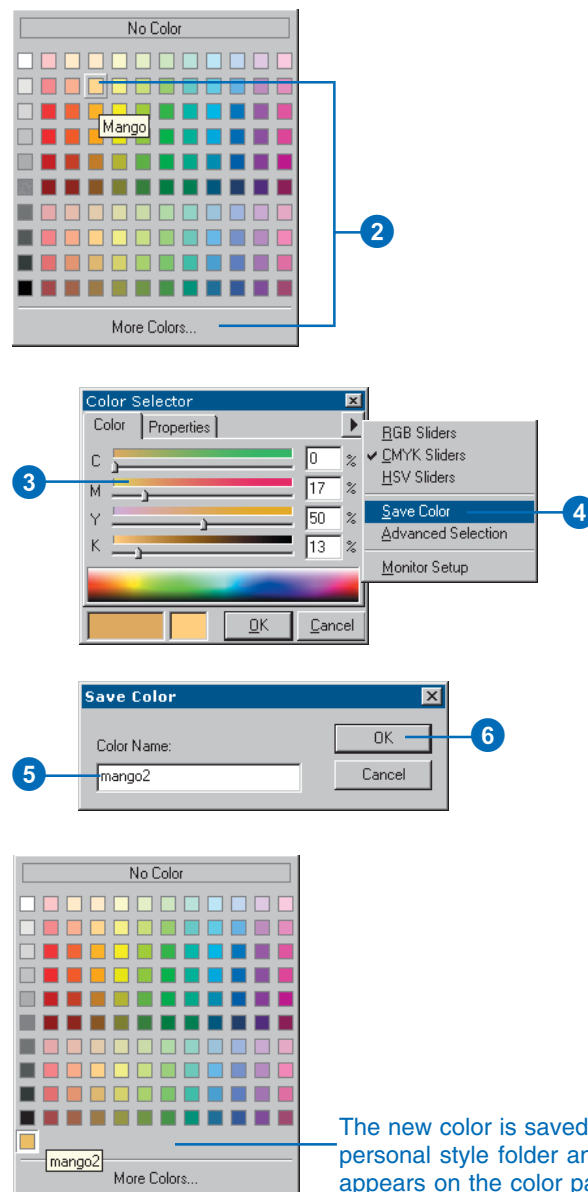 No Color
Mango
2
More Colors...
Color Selector
Color Properties
C 0 %
3
M 17 %
Y 50 %
K 13 %
OK Cancel
RGB Sliders
CMYK Sliders
HSV Sliders
Save Color
4
Advanced Selection
Monitor Setup
Save Color
Color Name:
OK
6
5
mango2
Cancel
No Color
mango2
More Colors...
The new color is saved
personal style folder
appears on the color